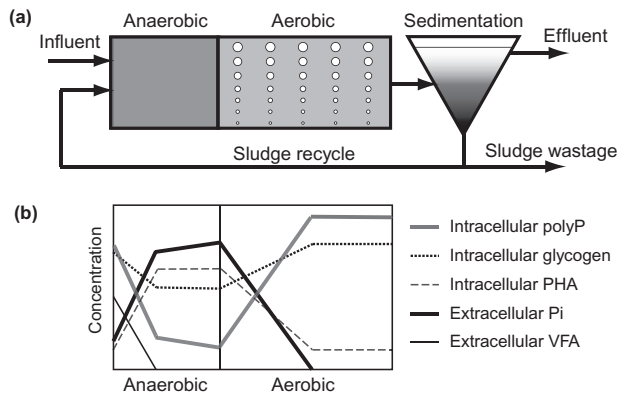 (a)
Anaerobic
Aerobic
Sedimentation
Influent
Effluent
Sludge recycle
Sludge wastage
(b)
Concentration
Intracellular polyP
Intracellular glycogen
Intracellular PHA
Extracellular Pi
Extracellular VFA
Anaerobic
Aerobic